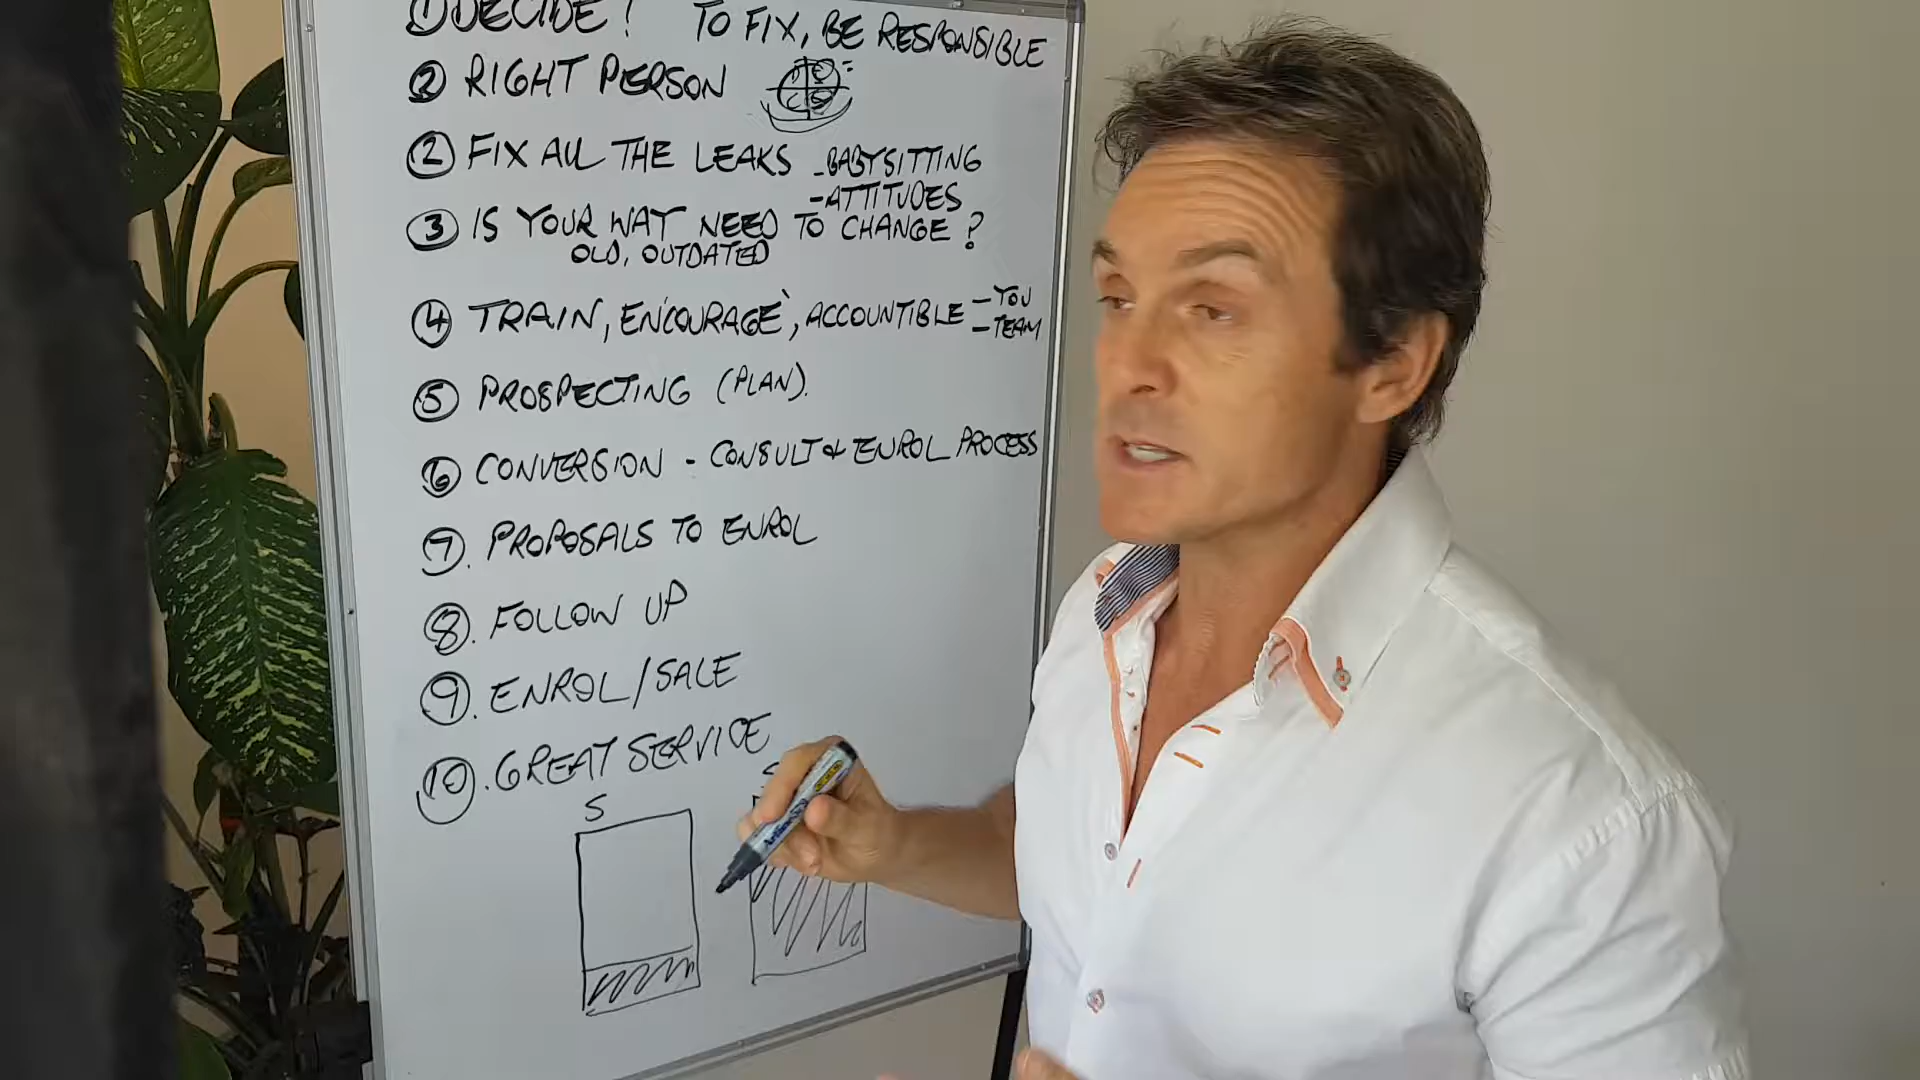 ① DECIDE! TO FIX, BE RESPONSIBLE
② RIGHT PERSON
② FIX ALL THE LEAKS -BABYSITTING
-ATTITUDES
③ IS YOUR WAY NEED TO CHANGE?
OLD, OUTDATED
④ TRAIN, ENCOURAGE, ACCOUNTIBLE -YOU
-TEAM
⑤ PROSPECTING (PLAN).
⑥ CONVERSION - CONSULT & ENROL PROCESS
⑦. PROPOSALS TO ENROL
⑧. FOLLOW UP
⑨. ENROL/SALE
⑩. GREAT SERVICE
S